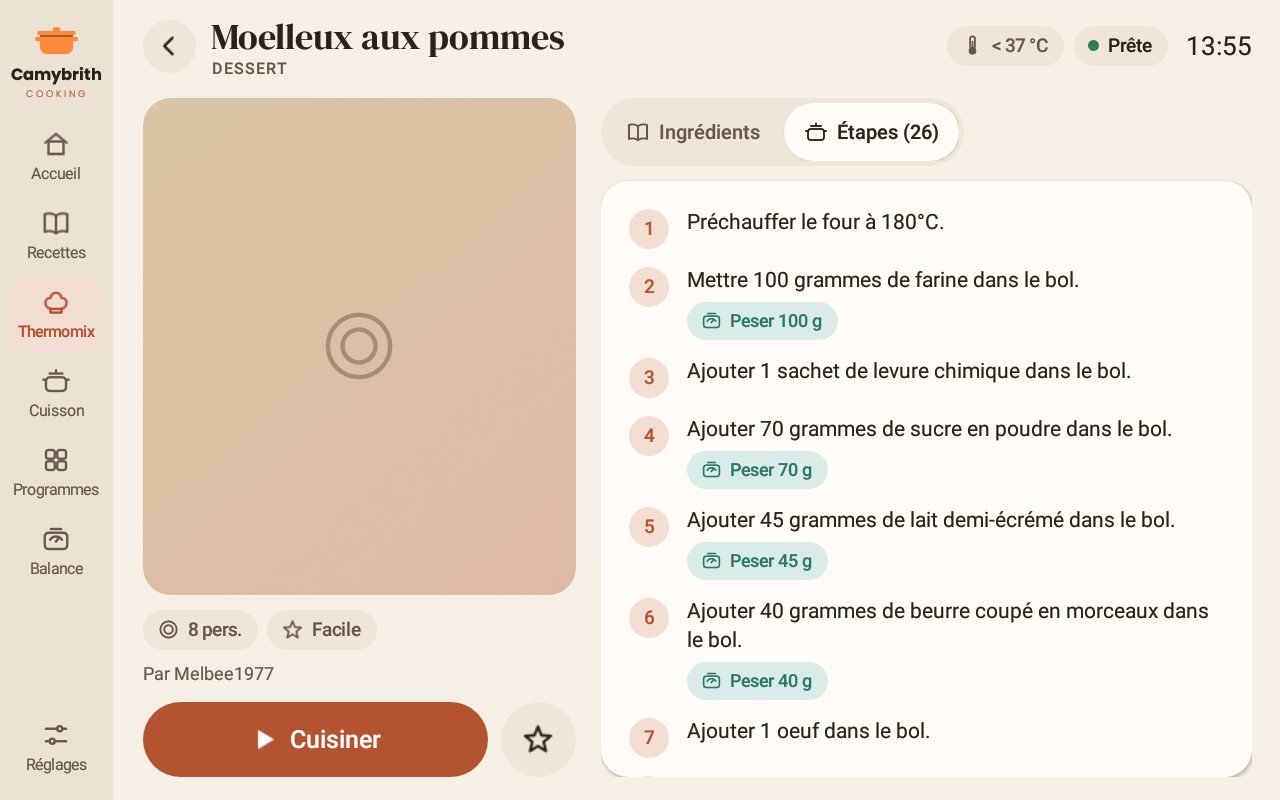 Camybrith
COOKING
Accueil
Recettes
Thermomix
Cuisson
Programmes
Balance
Réglages
Moelleux aux pommes
DESSERT
< 37 °C
Prête
13:55
8 pers.
Facile
Par Melbee1977
Cuisiner
Ingrédients
Étapes (26)
1
Préchauffer le four à 180°C.
2
Mettre 100 grammes de farine dans le bol.
Peser 100 g
3
Ajouter 1 sachet de levure chimique dans le bol.
4
Ajouter 70 grammes de sucre en poudre dans le bol.
Peser 70 g
5
Ajouter 45 grammes de lait demi-écrémé dans le bol.
Peser 45 g
6
Ajouter 40 grammes de beurre coupé en morceaux dans
le bol.
Peser 40 g
7
Ajouter 1 oeuf dans le bol.